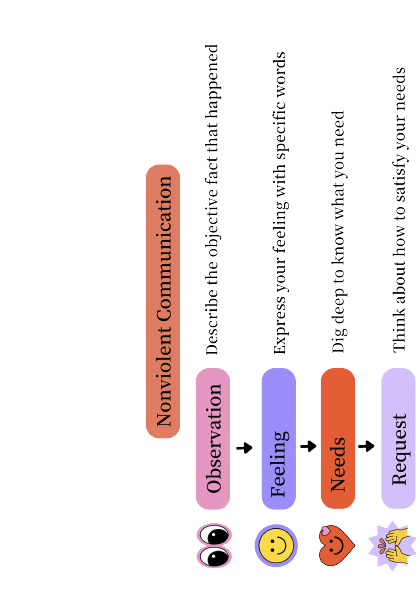 Nonviolent Communication
Observation
Describe the objective fact that happened
Feeling
Express your feeling with specific words
Needs
Dig deep to know what you need
Request
Think about how to satisfy your needs